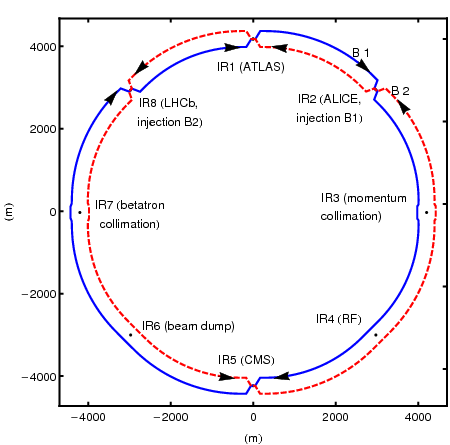 4000
B 1
IR1 (ATLAS)
B 2
IR8 (LHCb,
injection B2)
IR2 (ALICE,
injection B1)
2000
IR7 (betatron
collimation)
IR3 (momentum
collimation)
0
(m)
−2000
IR6 (beam dump)
IR4 (RF)
IR5 (CMS)
−4000
−4000 −2000 0 2000 4000
(m)